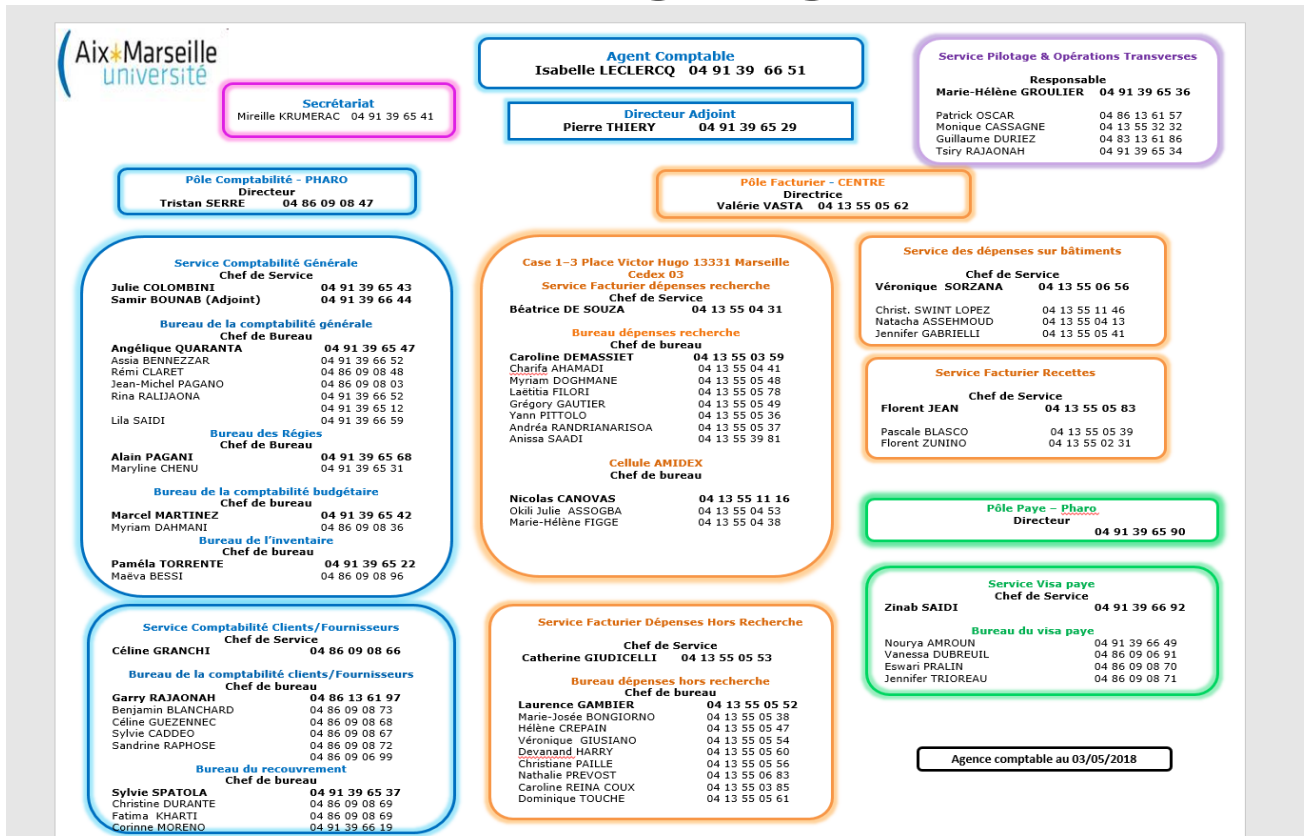 Aix*Marseille
université
Agent Comptable
Isabelle LECLERCQ 04 91 39 66 51
Secrétariat
Mireille KRUMERAC 04 91 39 65 41
Directeur Adjoint
Pierre THIERY 04 91 39 65 29
Service Pilotage & Opérations Transverses
Responsable
Marie-Hélène GROULIER 04 91 39 65 36
Patrick OSCAR 04 86 13 61 57
Monique CASSAGNE 04 13 55 32 32
Guillaume DURIEZ 04 83 13 61 86
Tsiry RAJAONAH 04 91 39 65 34
Pôle Comptabilité - PHARO
Directeur
Tristan SERRE 04 86 09 08 47
Pôle Facturier - CENTRE
Directrice
Valérie VASTA 04 13 55 05 62
Service Comptabilité Générale
Chef de Service
Julie COLOMBINI 04 91 39 65 43
Samir BOUNAB (Adjoint) 04 91 39 66 44
Bureau de la comptabilité générale
Chef de Bureau
Angélique QUARANTA 04 91 39 65 47
Assia BENNEZZAR 04 91 39 66 52
Rémi CLARET 04 86 09 08 48
Jean-Michel PAGANO 04 86 09 08 03
Rina RALIJAONA 04 91 39 66 52
04 91 39 65 12
Lila SAIDI 04 91 39 66 59
Bureau des Régies
Chef de Bureau
Alain PAGANI 04 91 39 65 68
Maryline CHENU 04 91 39 65 31
Bureau de la comptabilité budgétaire
Chef de bureau
Marcel MARTINEZ 04 91 39 65 42
Myriam DAHMANI 04 86 09 08 36
Bureau de l'inventaire
Chef de bureau
Paméla TORRENTE 04 91 39 65 22
Maëva BESSI 04 86 09 08 96
Service Comptabilité Clients/Fournisseurs
Chef de Service
Céline GRANCHI 04 86 09 08 66
Bureau de la comptabilité clients/Fournisseurs
Chef de bureau
Garry RAJAONAH 04 86 13 61 97
Benjamin BLANCHARD 04 86 09 08 73
Céline GUEZENNEC 04 86 09 08 68
Sylvie CADDEO 04 86 09 08 67
Sandrine RAPHOSE 04 86 09 08 72
04 86 09 06 99
Bureau du recouvrement
Chef de bureau
Sylvie SPATOLA 04 91 39 65 37
Christine DURANTE 04 86 09 08 69
Fatima KHARTI 04 86 09 08 69
Corinne MORENO 04 91 39 66 19
Case 1–3 Place Victor Hugo 13331 Marseille
Cedex 03
Service Facturier dépenses recherche
Chef de Service
Béatrice DE SOUZA 04 13 55 04 31
Bureau dépenses recherche
Chef de bureau
Caroline DEMASSIET 04 13 55 03 59
Charifa AHAMADI 04 13 55 04 41
Myriam DOGHMANE 04 13 55 05 48
Laëtitia FILORI 04 13 55 05 78
Grégory GAUTIER 04 13 55 05 49
Yann PITTOLO 04 13 55 05 36
Andréa RANDRIANARISOA 04 13 55 05 37
Anissa SAADI 04 13 55 39 81
Cellule AMIDEX
Chef de bureau
Nicolas CANOVAS 04 13 55 11 16
Okili Julie ASSOGBA 04 13 55 04 53
Marie-Hélène FIGGE 04 13 55 04 38
Service Facturier Dépenses Hors Recherche
Chef de Service
Catherine GIUDICELLI 04 13 55 05 53
Bureau dépenses hors recherche
Chef de bureau
Laurence GAMBIER 04 13 55 05 52
Marie-Josée BONGIORNO 04 13 55 05 38
Hélène CREPAIN 04 13 55 05 47
Véronique GIUSIANO 04 13 55 05 54
Devanand HARRY 04 13 55 05 60
Christiane PAILLE 04 13 55 05 56
Nathalie PREVOST 04 13 55 06 83
Caroline REINA COUX 04 13 55 03 85
Dominique TOUCHE 04 13 55 05 61
Service des dépenses sur bâtiments
Chef de Service
Véronique SORZANA 04 13 55 06 56
Christ. SWINT LOPEZ 04 13 55 11 46
Natacha ASSEHMOUD 04 13 55 04 13
Jennifer GABRIELLI 04 13 55 05 41
Service Facturier Recettes
Chef de Service
Florent JEAN 04 13 55 05 83
Pascale BLASCO 04 13 55 05 39
Florent ZUNINO 04 13 55 02 31
Pôle Paye – Pharo
Directeur
04 91 39 65 90
Service Visa paye
Chef de Service
Zinab SAIDI 04 91 39 66 92
Bureau du visa paye
Nourya AMROUN 04 91 39 66 49
Vanessa DUBREUIL 04 86 09 06 91
Eswari PRALIN 04 86 09 08 70
Jennifer TRIOREAU 04 86 09 08 71
Agence comptable au 03/05/2018